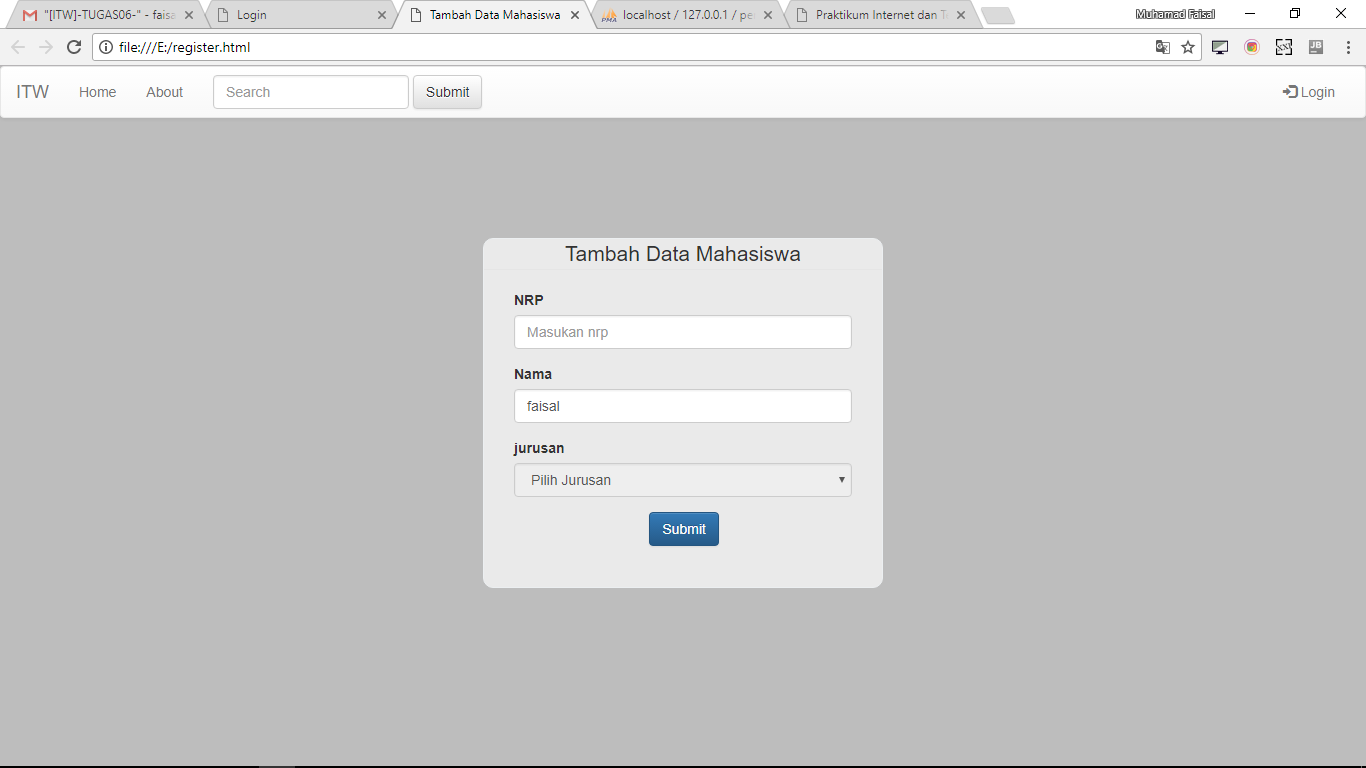 "[ITW]-TUGAS06-" - faisa
Login
Tambah Data Mahasiswa
localhost / 127.0.0.1 / pe
Praktikum Internet dan Te
Muhamad Faisal
file:///E:/register.html
ITW
Home
About
Search
Submit
Login
Tambah Data Mahasiswa
NRP
Masukan nrp
Nama
faisal
jurusan
Pilih Jurusan
Submit